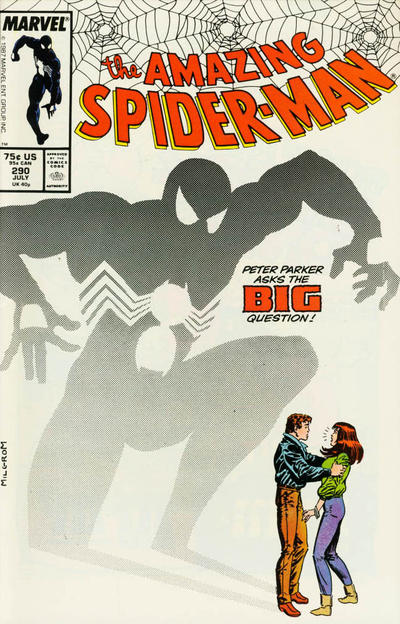 MARVEL®
© 1987 MARVEL ENT. GROUP, INC.
TM
75¢ US
95¢ CAN
290
JULY
UK 40p
APPROVED
BY THE
COMICS
CODE
AUTHORITY
the AMAZING
SPIDER-MAN®
PETER PARKER
ASKS THE
BIG
QUESTION!
MILGROM